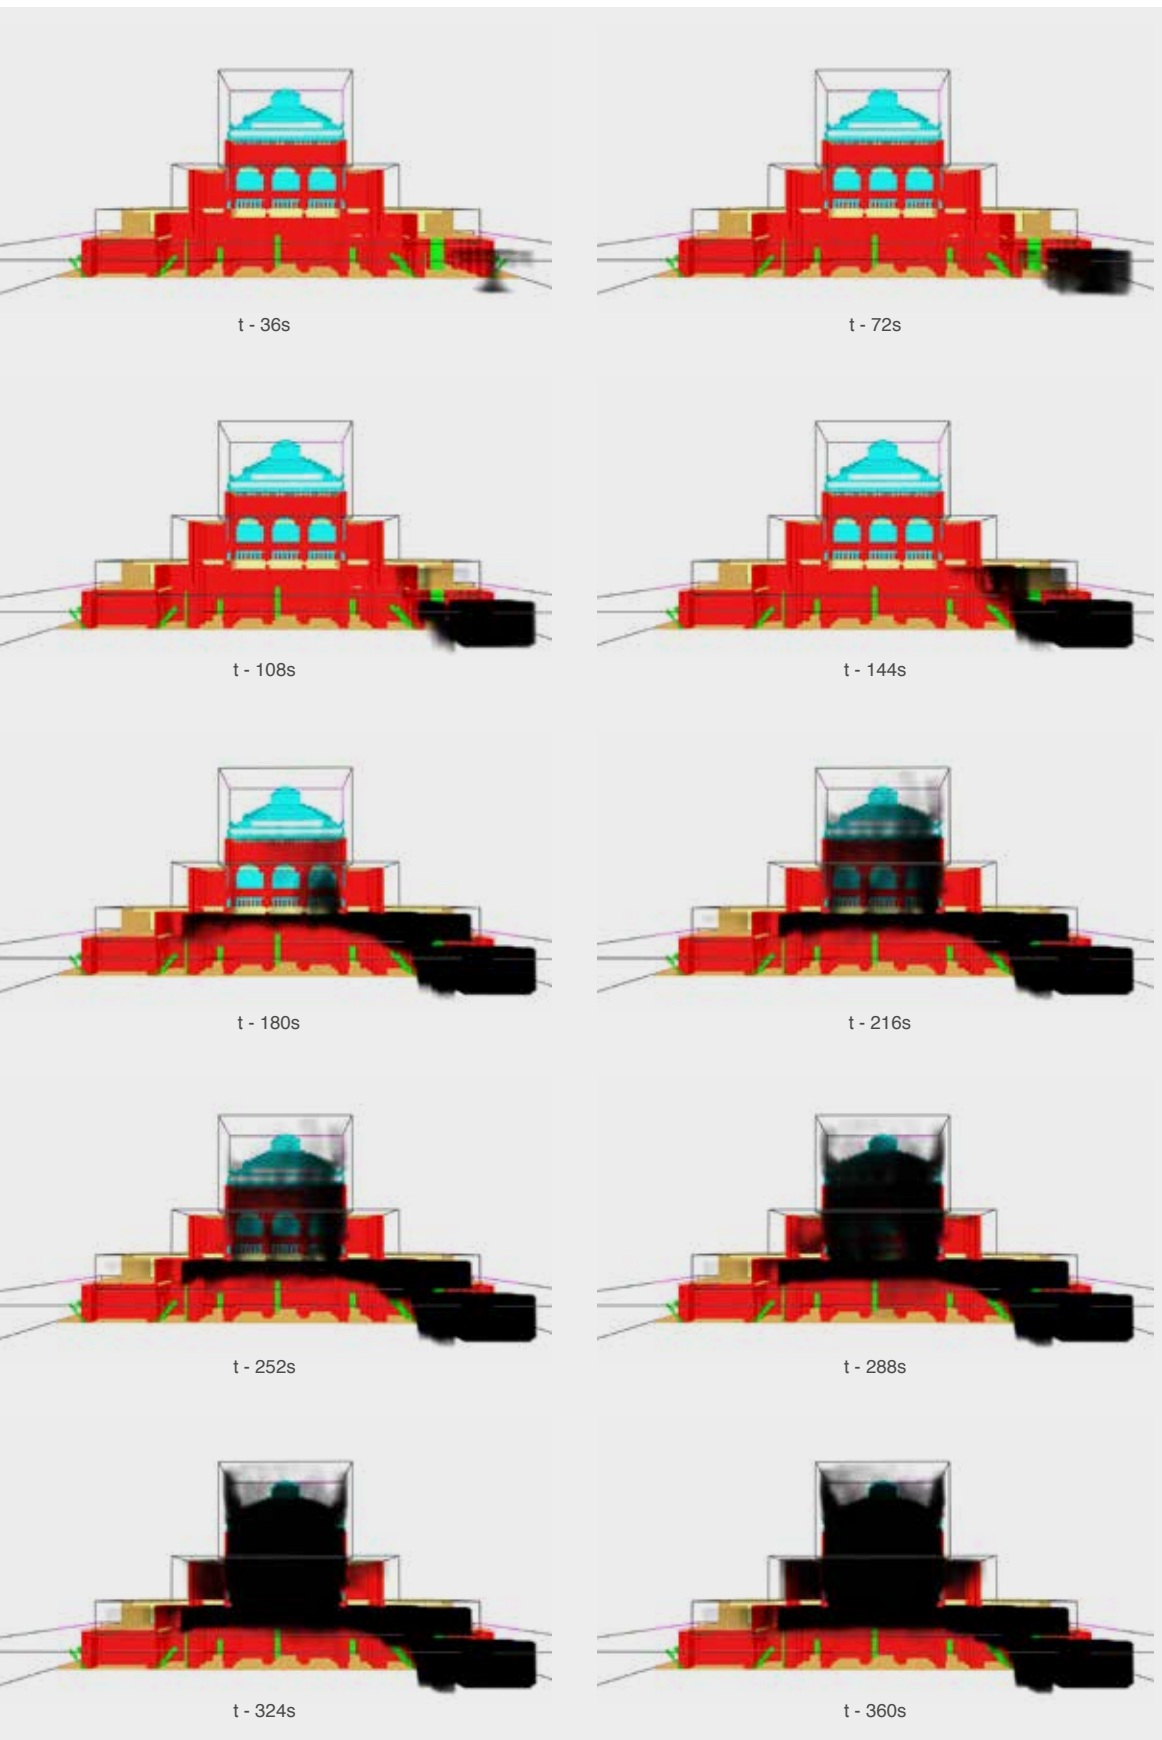 t - 36s
t - 72s
t - 108s
t - 144s
t - 180s
t - 216s
t - 252s
t - 288s
t - 324s
t - 360s